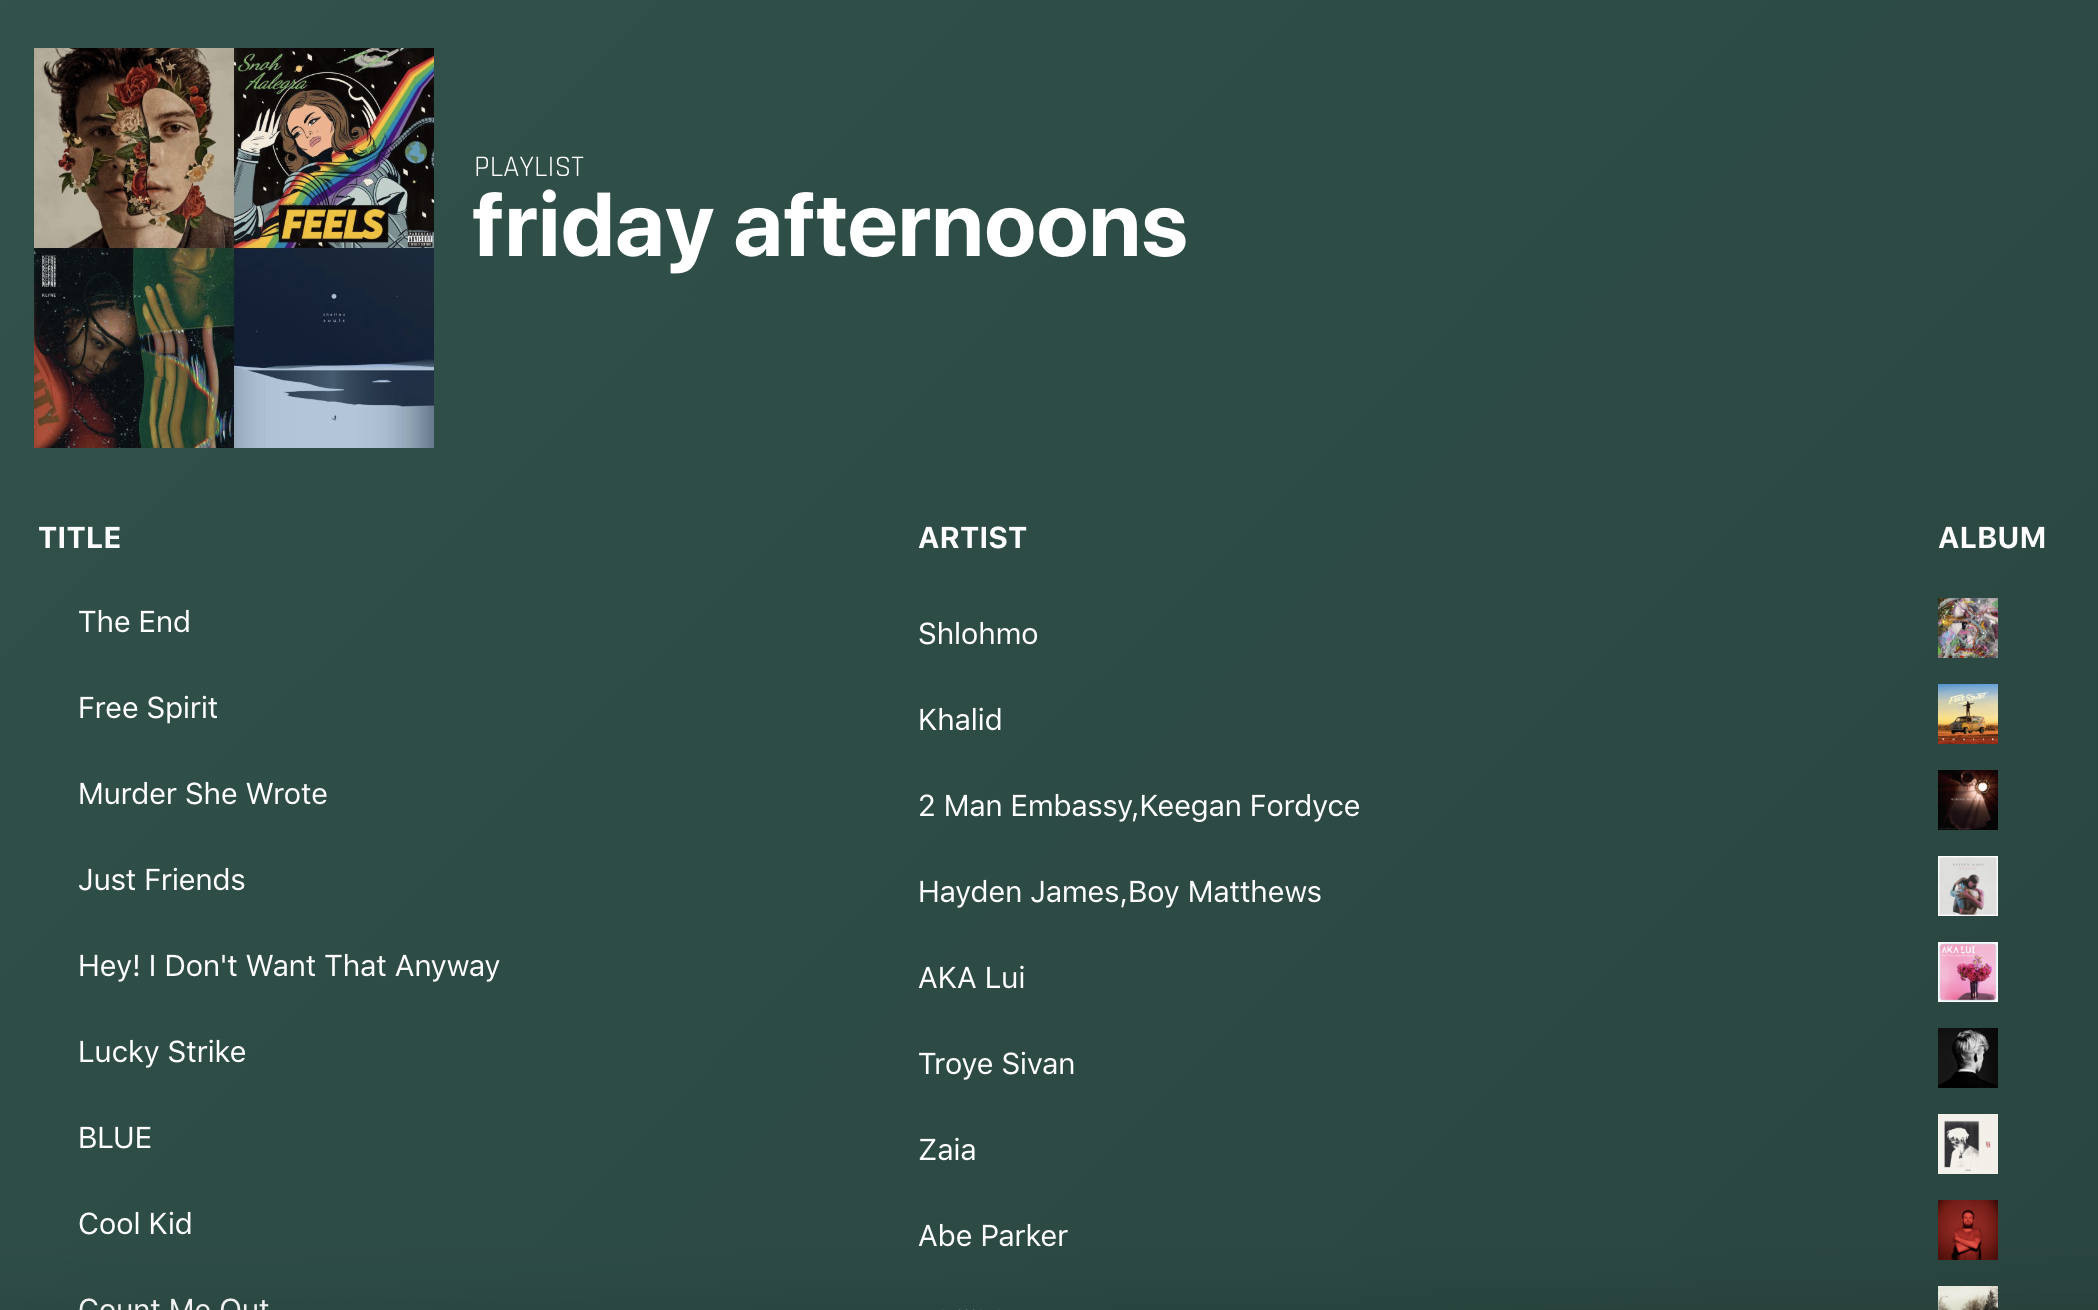 Snoh
Aalegra
FEELS
PLAYLIST
friday afternoons
TITLE ARTIST ALBUM
The End Shlohmo
Free Spirit Khalid
Murder She Wrote 2 Man Embassy,Keegan Fordyce
Just Friends Hayden James,Boy Matthews
Hey! I Don't Want That Anyway AKA Lui
AKA LUI
Lucky Strike Troye Sivan
BLUE Zaia
Cool Kid Abe Parker
Count Me Out